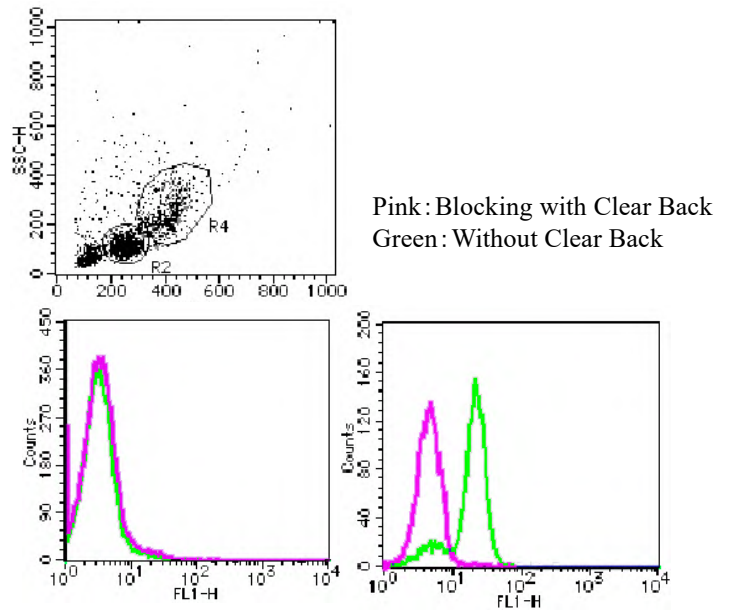 1000
800
600
400
200
0
SSC-H
R4
R2
0 200 400 600 800 1000
Pink：Blocking with Clear Back
Green：Without Clear Back
450
360
270
180
90
0
Counts
10^0 10^1 10^2 10^3 10^4
FL1-H
200
160
120
80
40
0
Counts
10^0 10^1 10^2 10^3 10^4
FL1-H